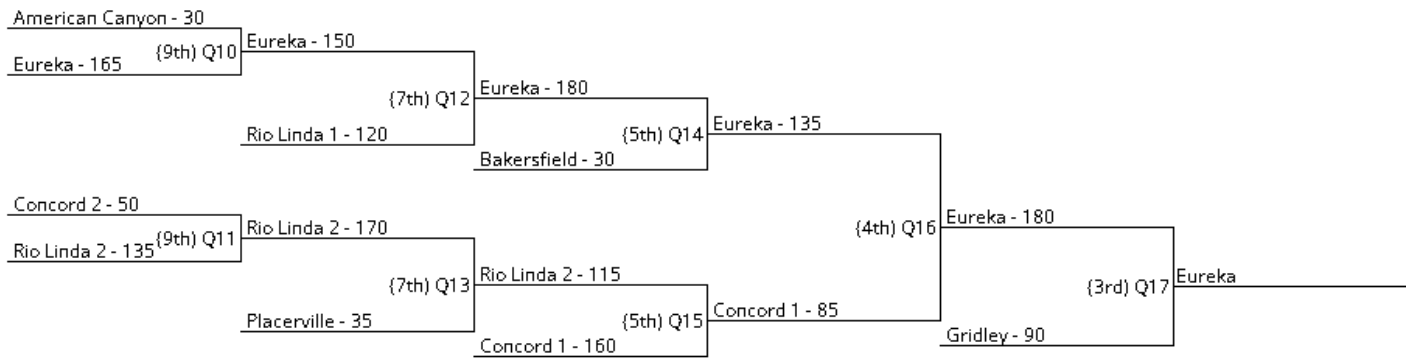 American Canyon - 30
{9th) Q10
Eureka - 165
Eureka - 150
{7th) Q12
Rio Linda 1 - 120
Eureka - 180
{5th) Q14
Bakersfield - 30
Eureka - 135
Concord 2 - 50
{9th) Q11
Rio Linda 2 - 135
Rio Linda 2 - 170
{7th) Q13
Placerville - 35
Rio Linda 2 - 115
{5th) Q15
Concord 1 - 160
Concord 1 - 85
{4th) Q16
Eureka - 180
{3rd) Q17
Gridley - 90
Eureka